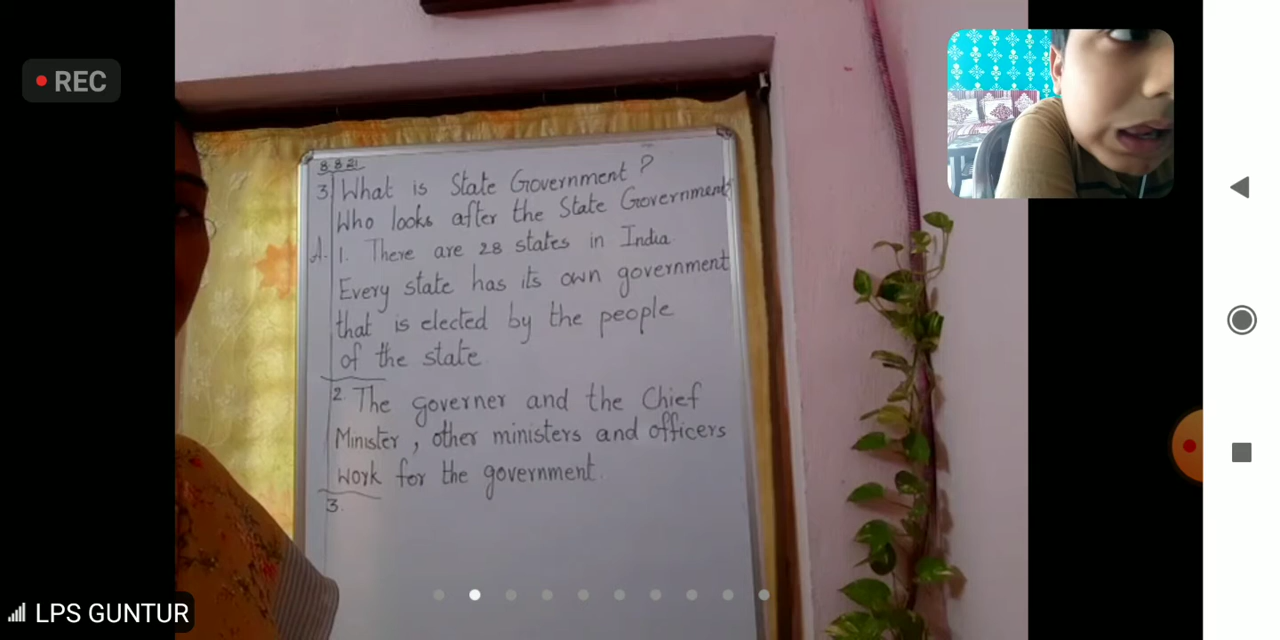 REC
8.8.21
3 What is State Government?
Who looks after the State Government
A. 1. There are 28 states in India
Every state has its own government
that is elected by the people
of the state.
2. The governer and the Chief
Minister, other ministers and officers
work for the government.
3.
LPS GUNTUR